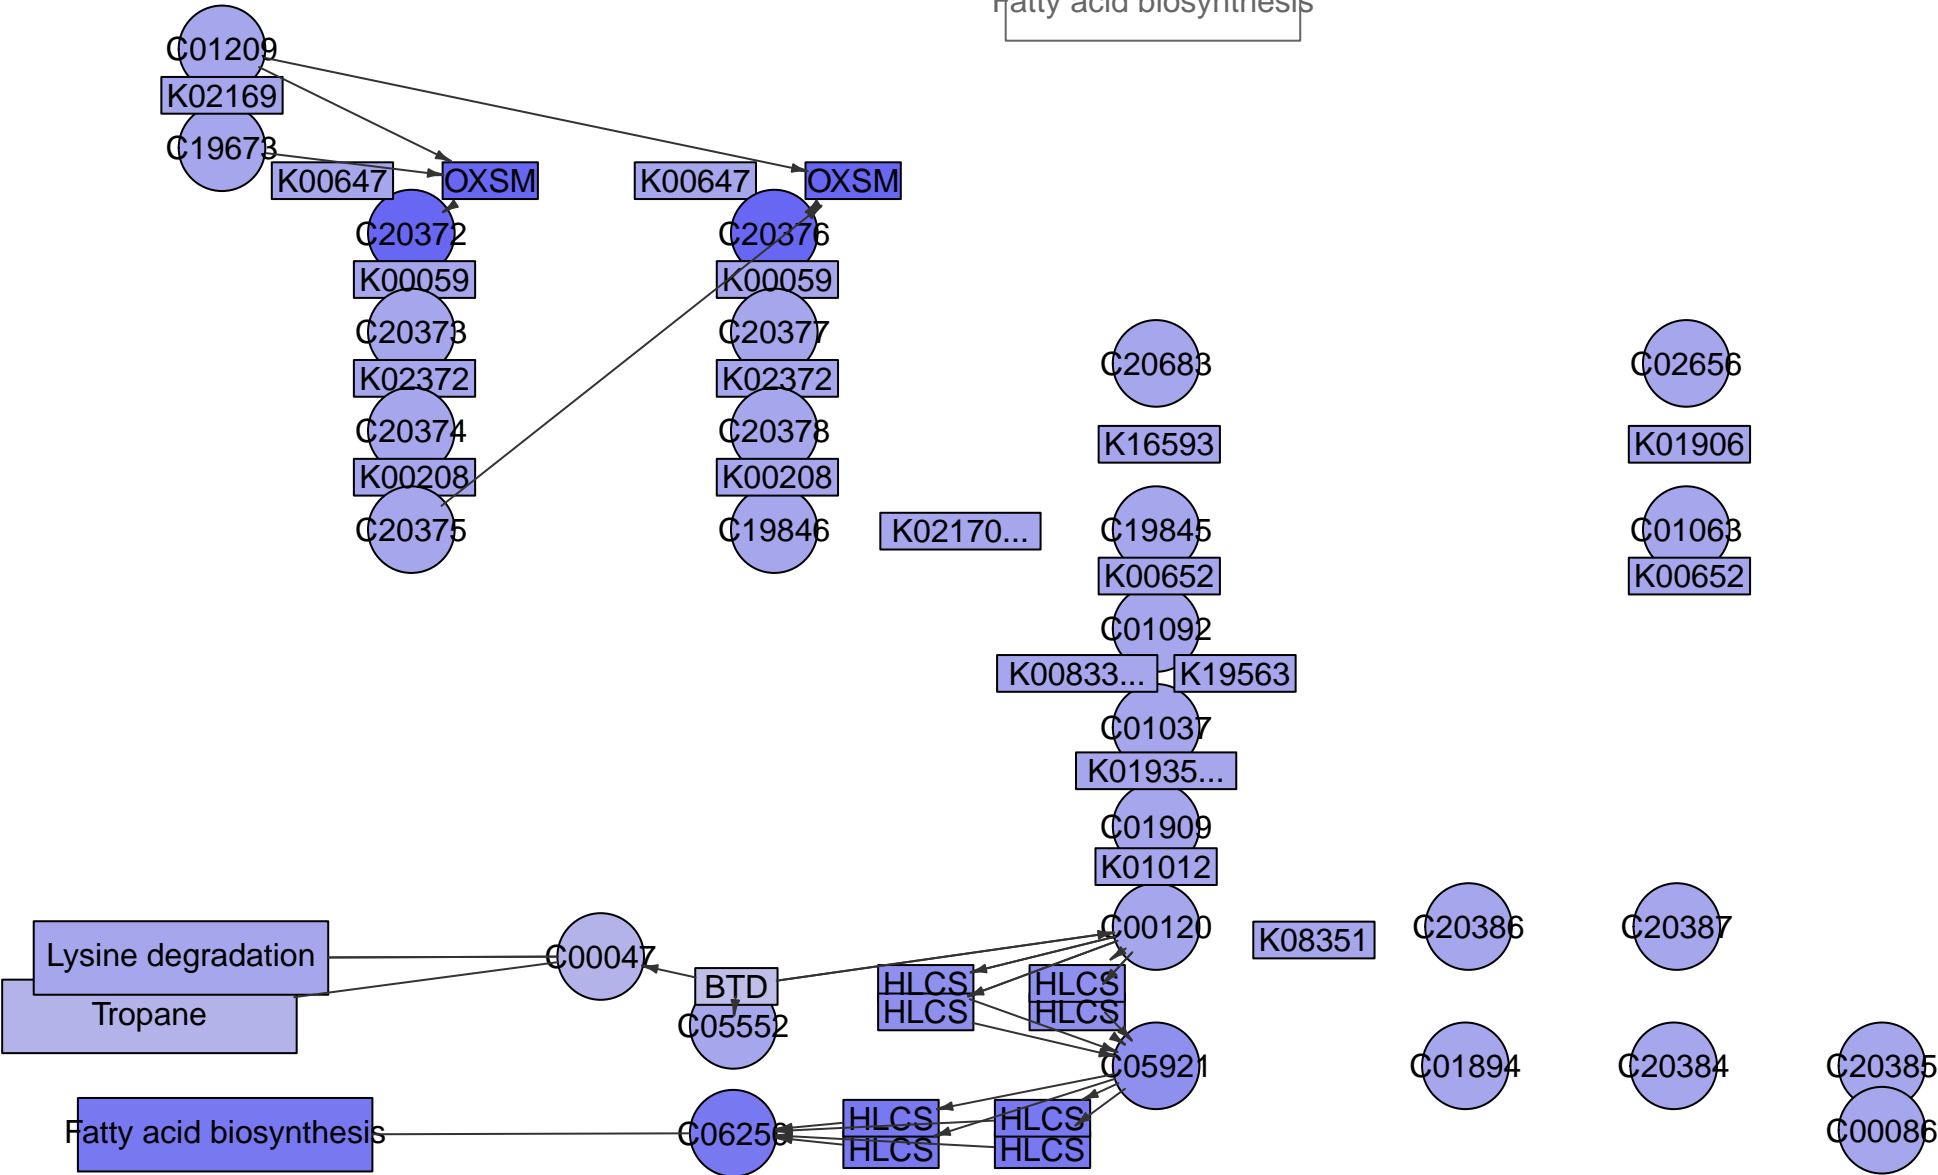 Fatty acid biosynthesis
C01209
K02169
C19673
K00647
OXSM
K00647
OXSM
C20372
C20376
K00059
K00059
C20373
C20377
C20683
C02656
K02372
K02372
C20374
C20378
K16593
K01906
K00208
K00208
C20375
C19846
K02170...
C19845
C01063
K00652
K00652
C01092
K00833...
K19563
C01037
K01935...
C01909
K01012
C00120
K08351
C20386
C20387
Lysine degradation
C00047
BTD
HLCS
HLCS
Tropane
C05552
HLCS
HLCS
C05921
C01894
C20384
C20385
Fatty acid biosynthesis
C06250
HLCS
HLCS
C00086
HLCS
HLCS